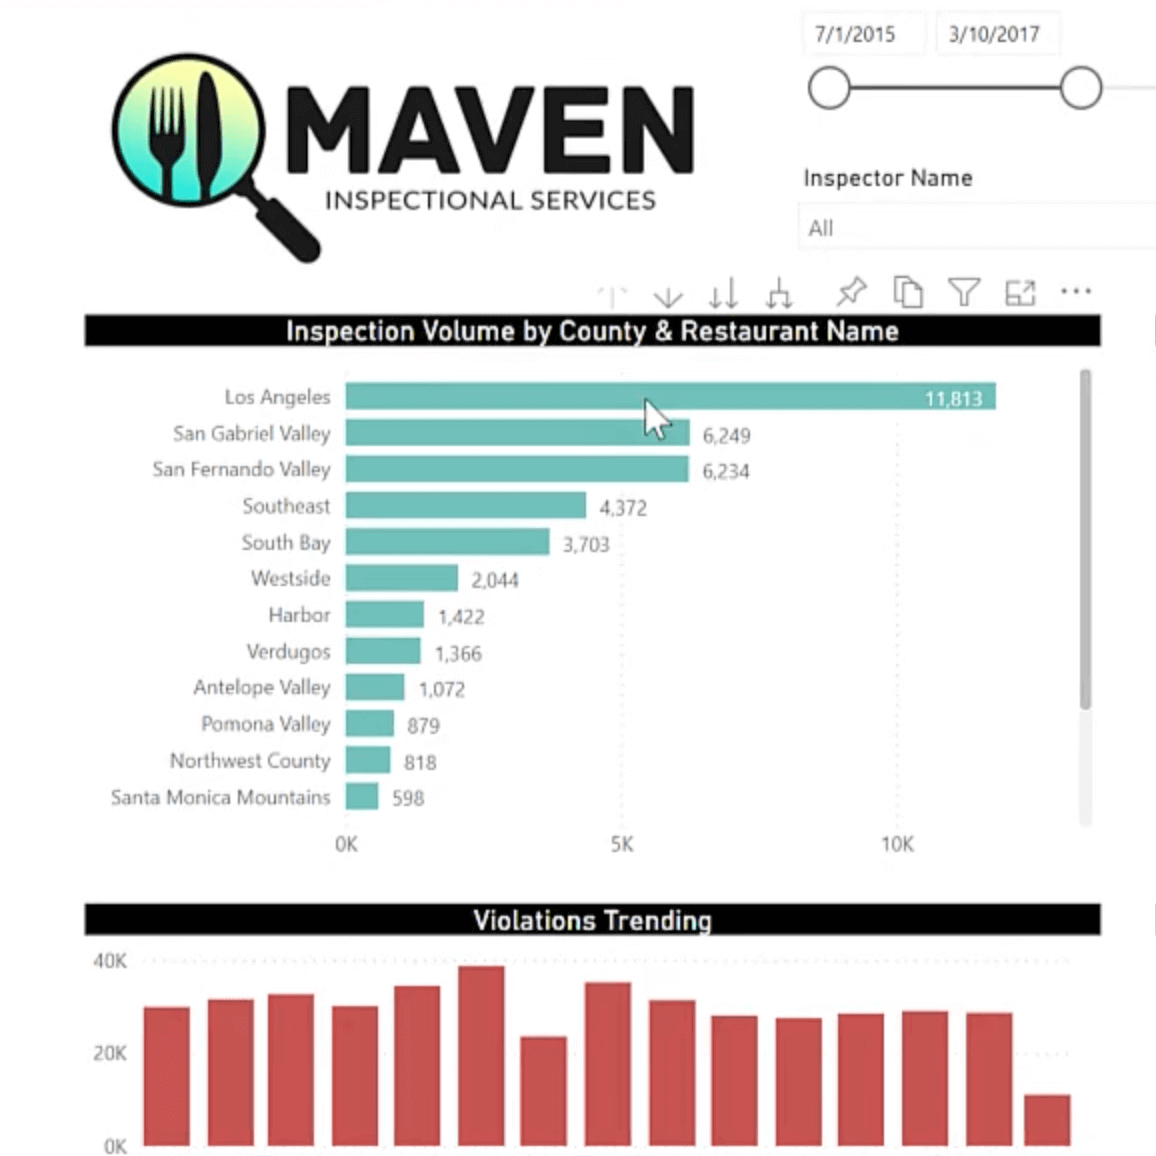 7/1/2015 3/10/2017
MAVEN
INSPECTIONAL SERVICES
Inspector Name
All
Inspection Volume by County & Restaurant Name
Los Angeles 11,813
San Gabriel Valley 6,249
San Fernando Valley 6,234
Southeast 4,372
South Bay 3,703
Westside 2,044
Harbor 1,422
Verdugos 1,366
Antelope Valley 1,072
Pomona Valley 879
Northwest County 818
Santa Monica Mountains 598
0K 5K 10K
Violations Trending
40K
20K
0K